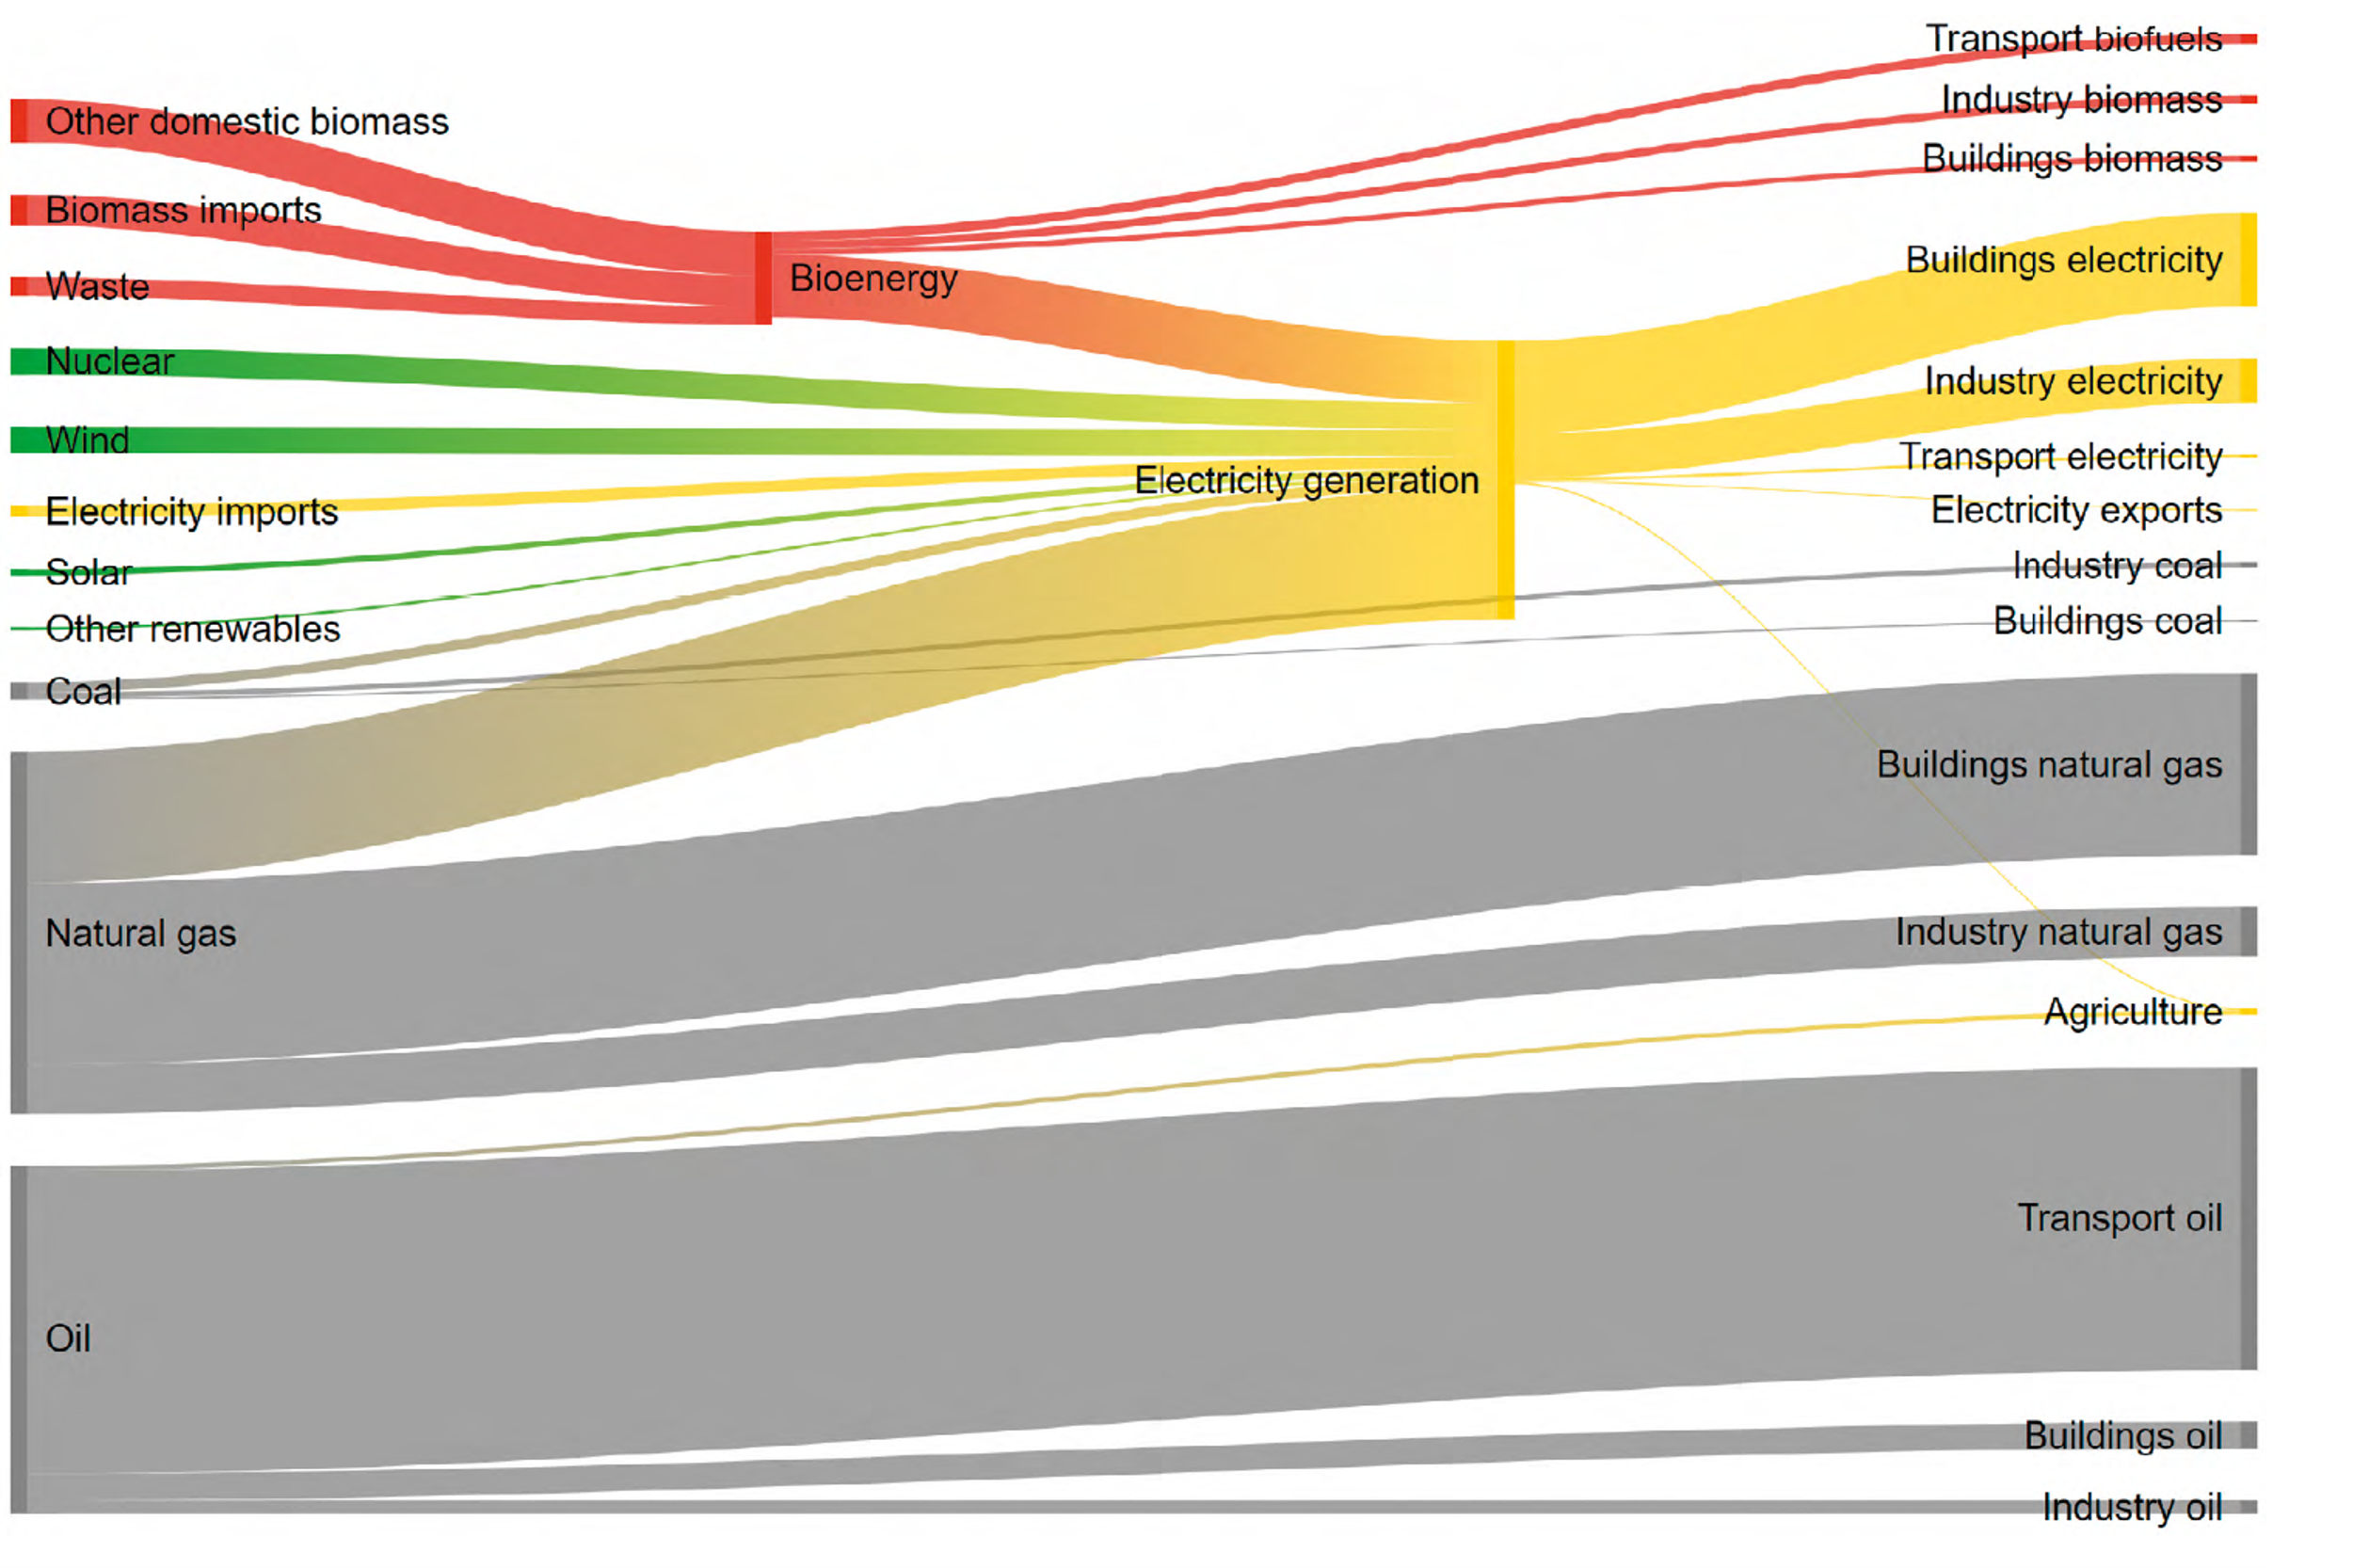 Other domestic biomass
Biomass imports
Waste
Nuclear
Wind
Electricity imports
Solar
Other renewables
Coal
Natural gas
Oil
Bioenergy
Electricity generation
Transport biofuels
Industry biomass
Buildings biomass
Buildings electricity
Industry electricity
Transport electricity
Electricity exports
Industry coal
Buildings coal
Buildings natural gas
Industry natural gas
Agriculture
Transport oil
Buildings oil
Industry oil